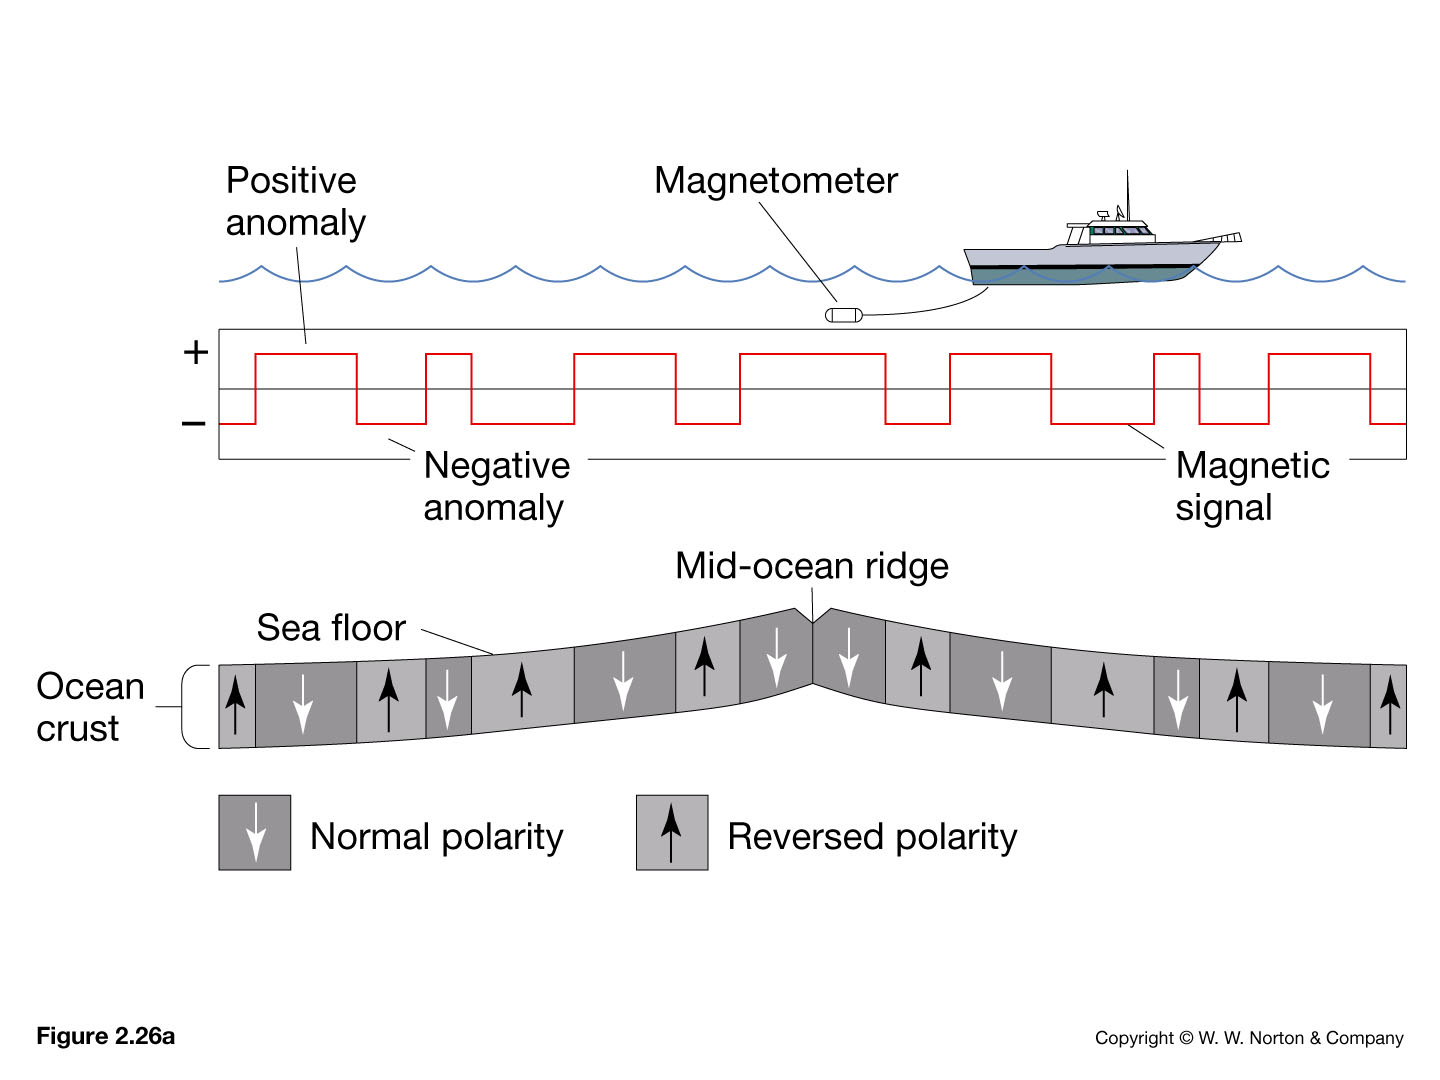 Positive
anomaly
Magnetometer
+
–
Negative
anomaly
Magnetic
signal
Mid-ocean ridge
Sea floor
Ocean
crust
Normal polarity
Reversed polarity
Figure 2.26a
Copyright © W. W. Norton & Company